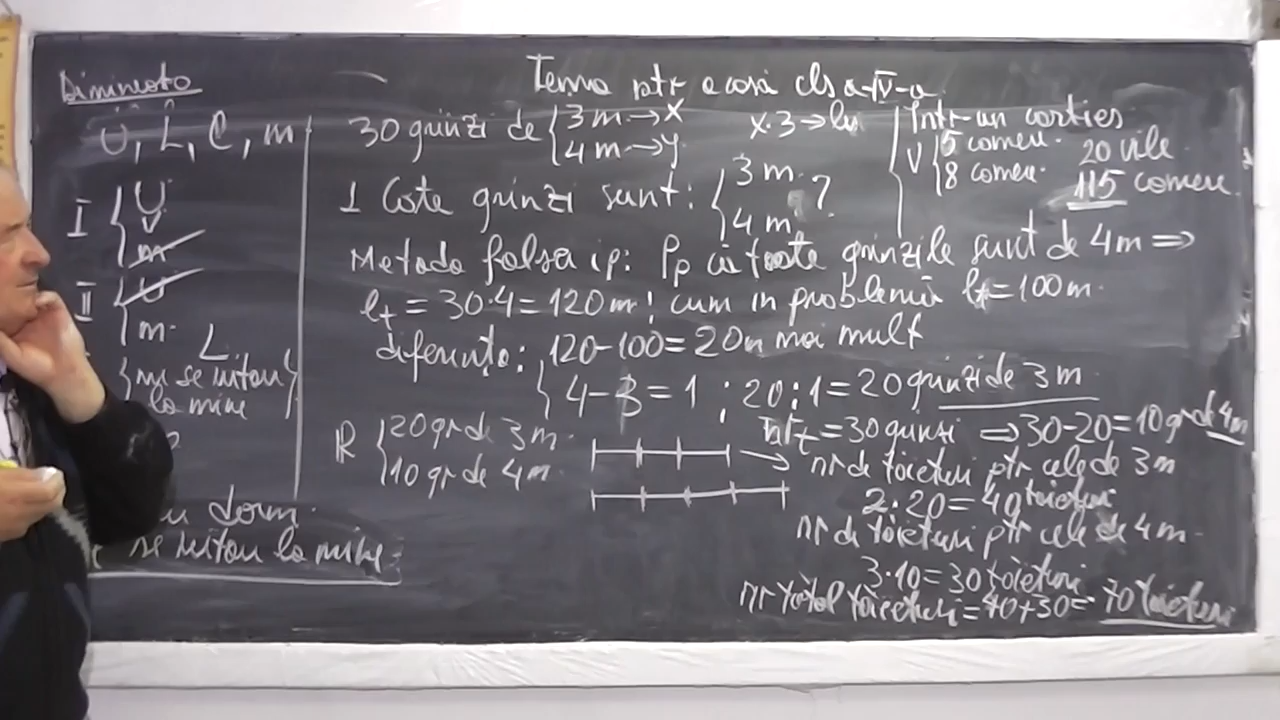 Dimineata
U, L, C, m
I { U
V
m
II { U
m
L
nu se uitau
la mine
dorm.
se uitau la mine
Tema ptr acasă cls a-IV-a
30 grinzi de { 3 m → x
4 m → y
x·3 →
Într-un cartier
V { 5 camere.
8 camere.
20 vile
115 camere
1 Câte grinzi sunt: { 3 m
4 m ?
Metoda falsei ip: Pp că toate grinzile sunt de 4 m ⇒
lt = 30·4 = 120 m ! cum in problemă lt = 100 m.
diferența: 120-100 = 20 m mai mult
{ 4-3 = 1 ; 20:1 = 20 grinzi de 3 m
nr t = 30 grinzi ⇒ 30-20 = 10 gr de 4 m
R { 20 gr de 3 m.
10 gr de 4 m.
nr de tăieturi ptr cele de 3 m
2·20 = 40 tăieturi
nr de tăieturi ptr cele de 4 m.
3·10 = 30 tăieturi
nr total tăieturi = 40+30 = 70 tăieturi